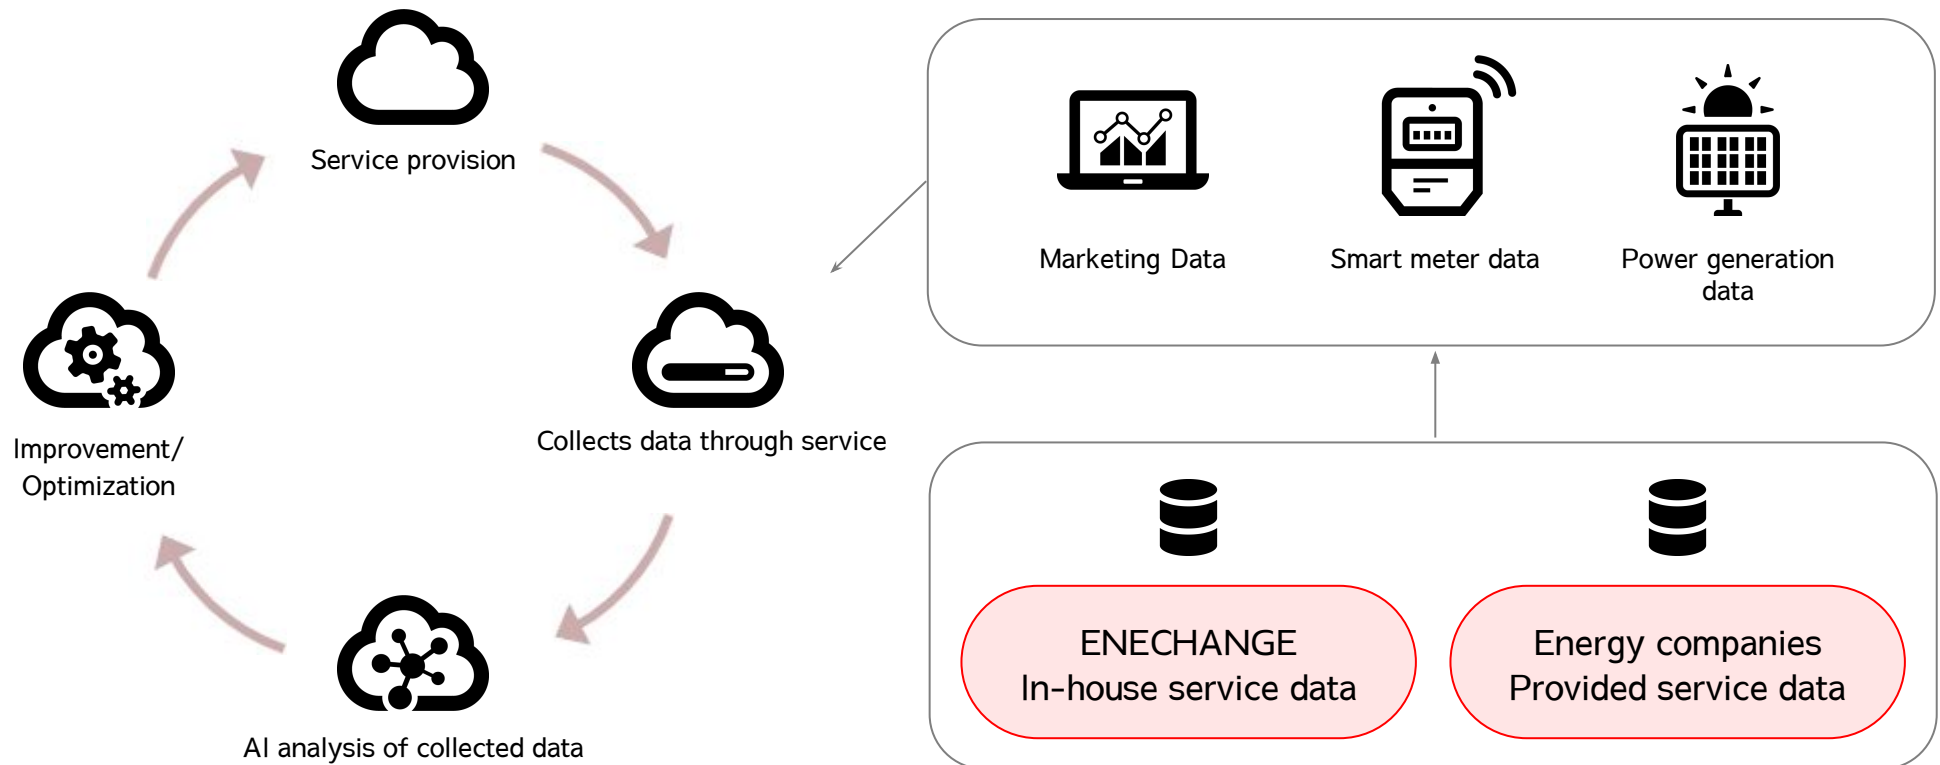 Service provision
Collects data through service
AI analysis of collected data
Improvement/
Optimization
Marketing Data
Smart meter data
Power generation
data
ENECHANGE
In-house service data
Energy companies
Provided service data